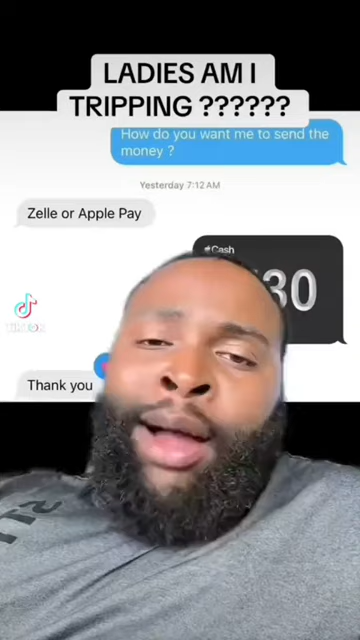 LADIES AM I
TRIPPING ??????
How do you want me to send the
money ?
Yesterday 7:12 AM
Zelle or Apple Pay
Cash
30
TikTok
Thank you